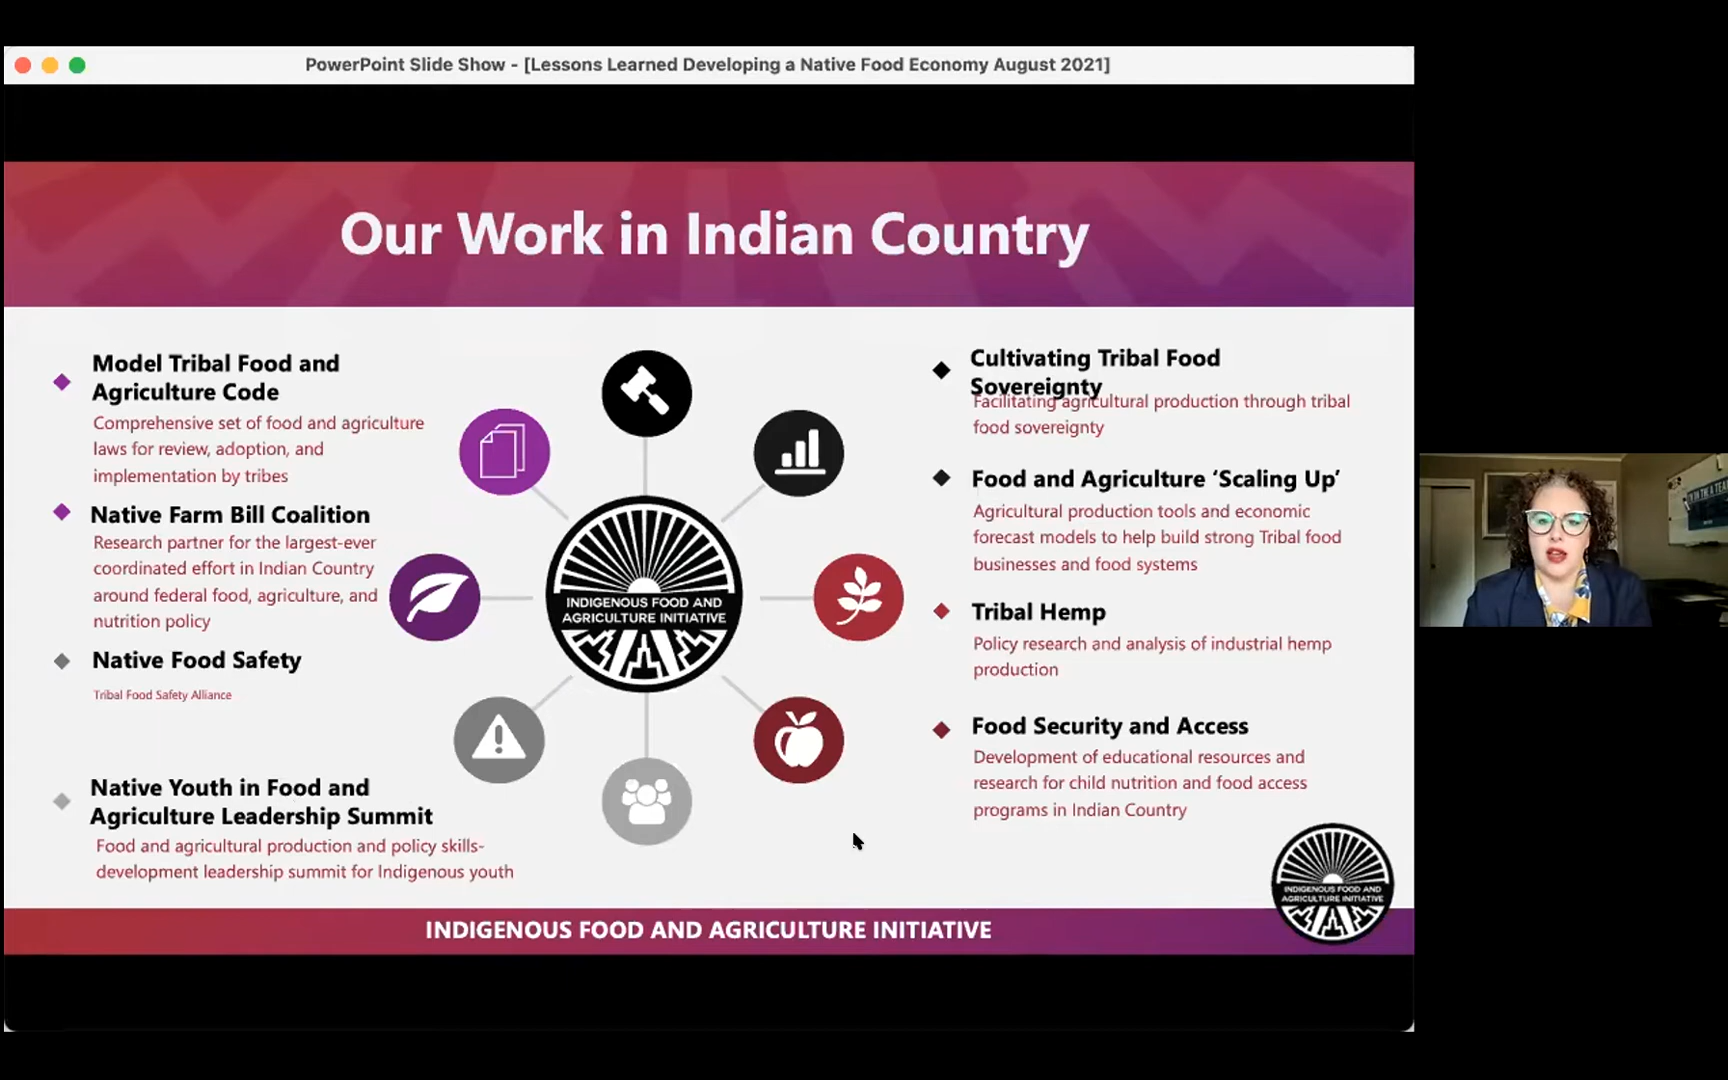 PowerPoint Slide Show - [Lessons Learned Developing a Native Food Economy August 2021]
Our Work in Indian Country
Model Tribal Food and
Agriculture Code
Comprehensive set of food and agriculture
laws for review, adoption, and
implementation by tribes
Native Farm Bill Coalition
Research partner for the largest-ever
coordinated effort in Indian Country
around federal food, agriculture, and
nutrition policy
Native Food Safety
Tribal Food Safety Alliance
Native Youth in Food and
Agriculture Leadership Summit
Food and agricultural production and policy skills-
development leadership summit for Indigenous youth
INDIGENOUS FOOD AND
AGRICULTURE INITIATIVE
Cultivating Tribal Food
Sovereignty
Facilitating agricultural production through tribal
food sovereignty
Food and Agriculture ‘Scaling Up’
Agricultural production tools and economic
forecast models to help build strong Tribal food
businesses and food systems
Tribal Hemp
Policy research and analysis of industrial hemp
production
Food Security and Access
Development of educational resources and
research for child nutrition and food access
programs in Indian Country
INDIGENOUS FOOD AND
AGRICULTURE INITIATIVE
INDIGENOUS FOOD AND AGRICULTURE INITIATIVE